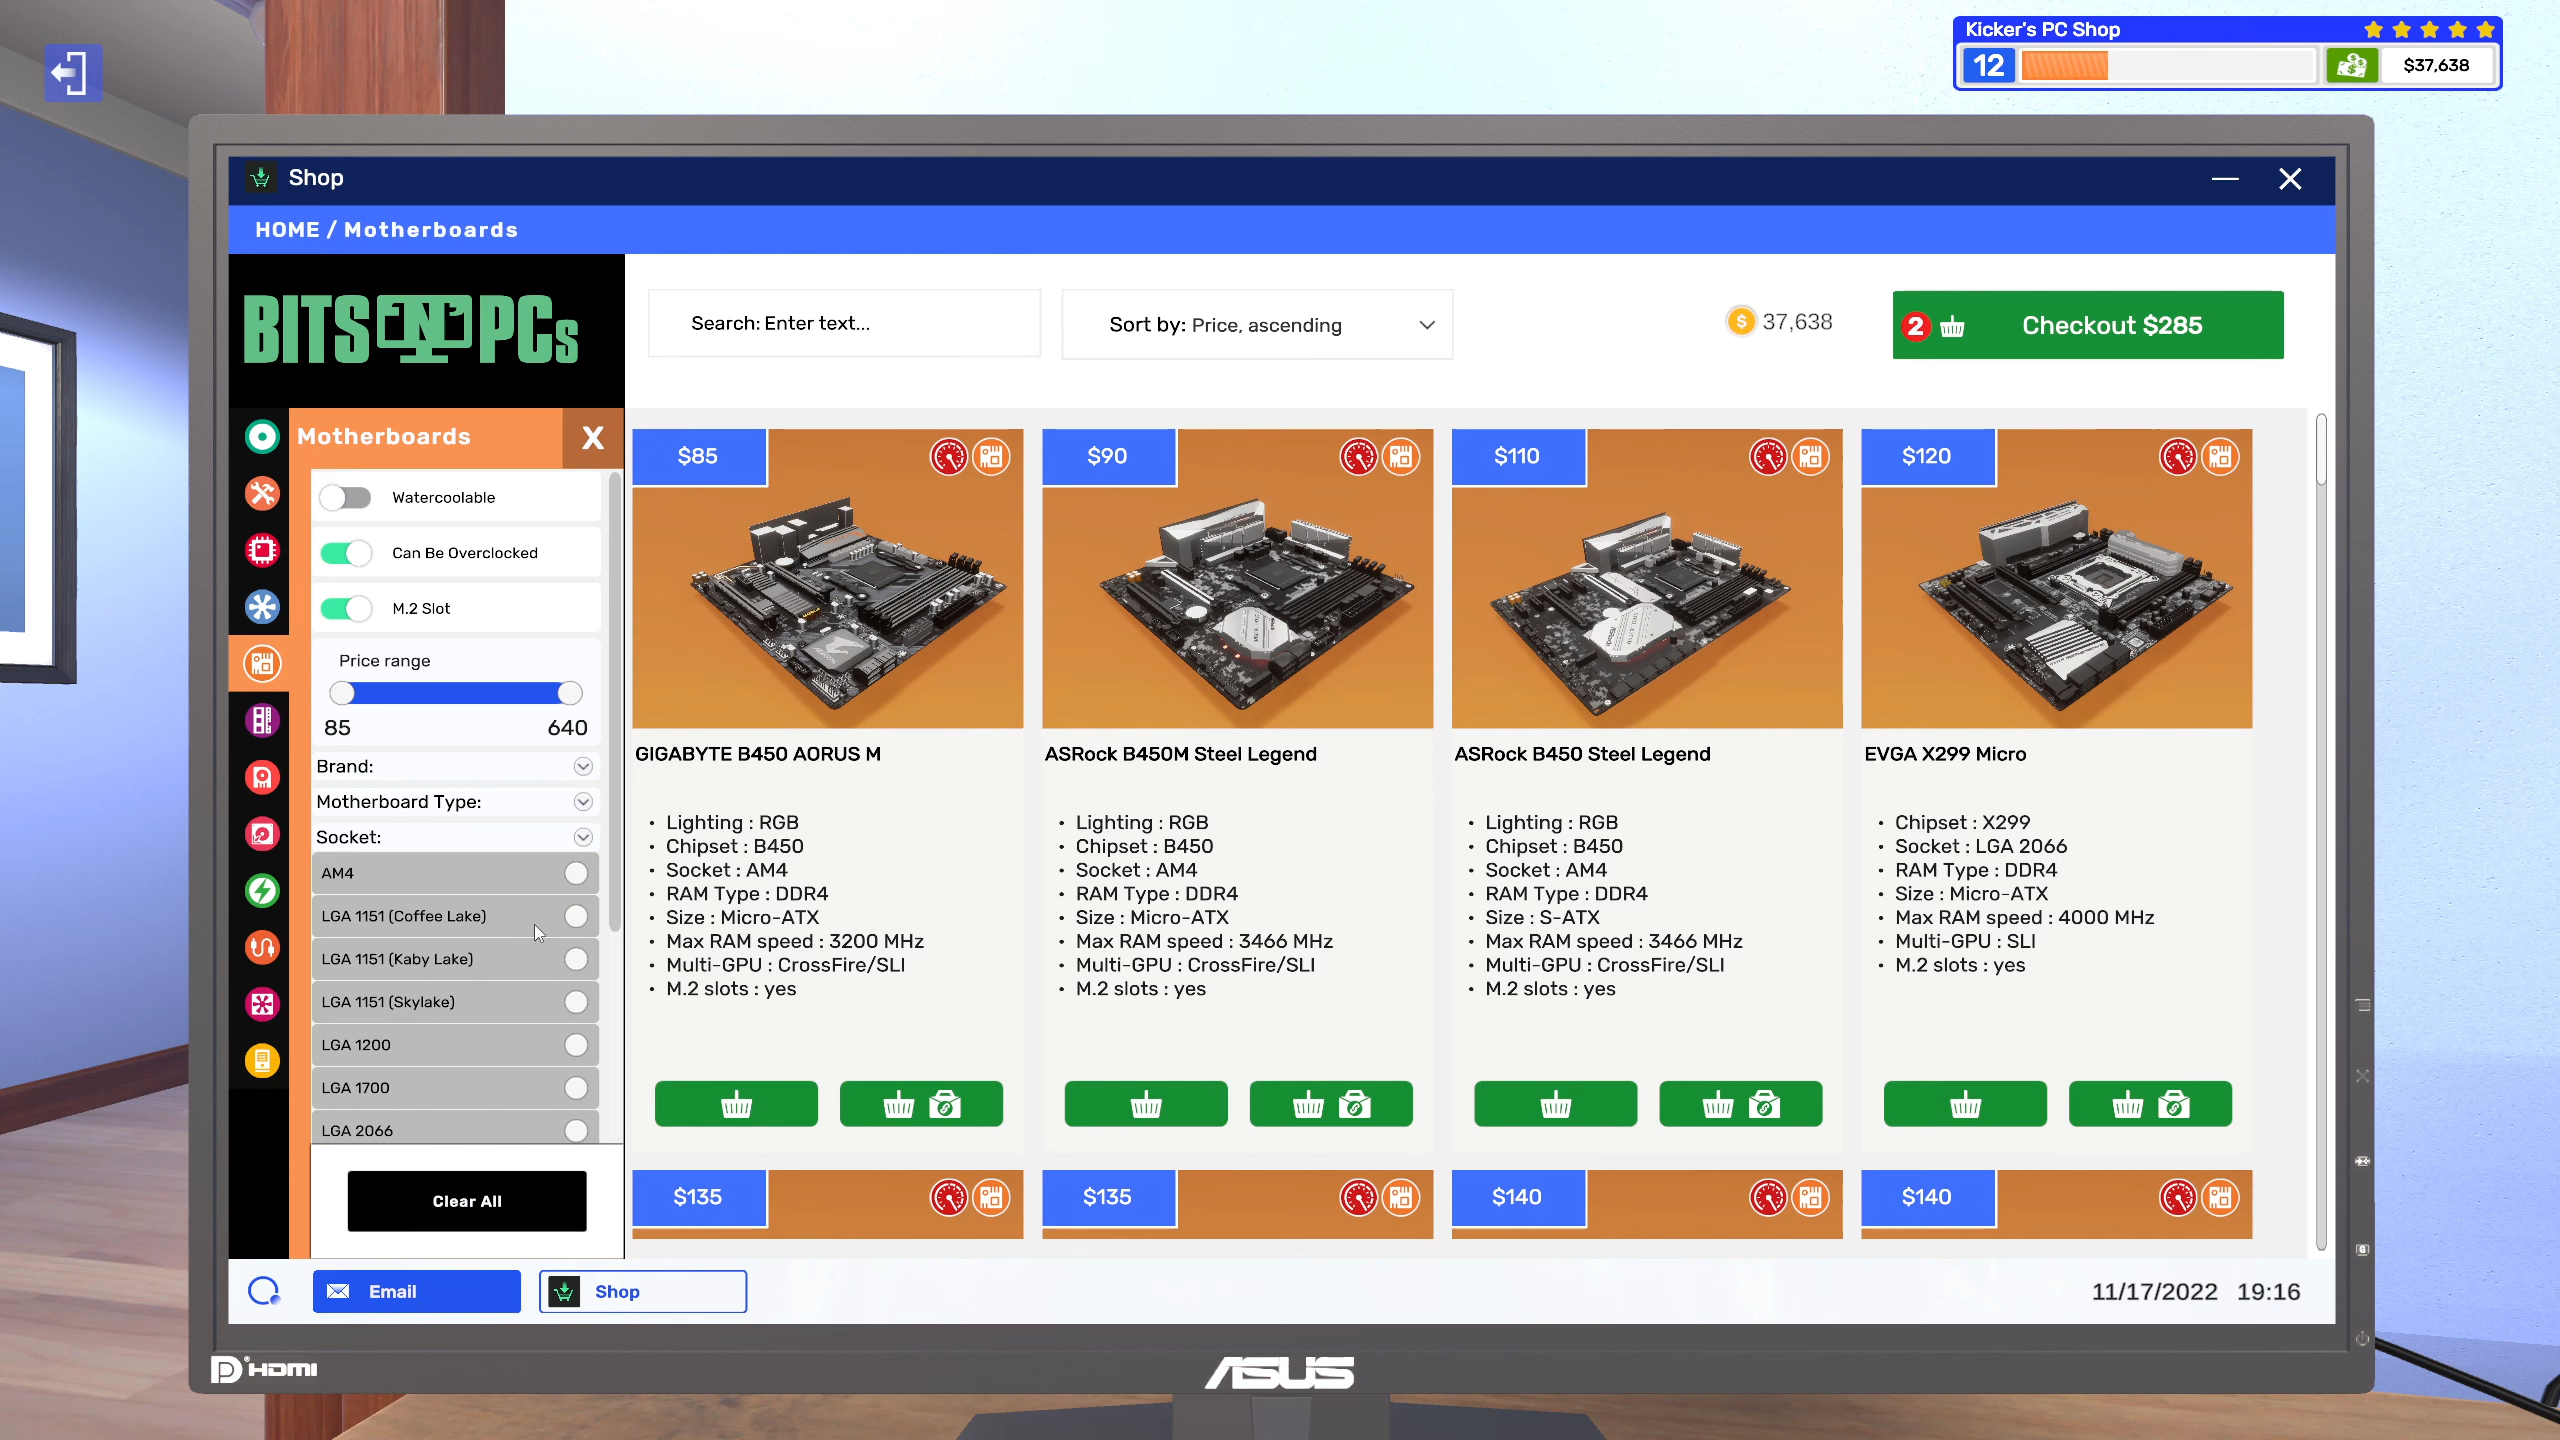 Kicker's PC Shop
12
$37,638
Shop
HOME / Motherboards
BITS EN PCs
Search: Enter text...
Sort by: Price, ascending
$ 37,638
2 Checkout $285
Motherboards X
Watercoolable
Can Be Overclocked
M.2 Slot
Price range
85 640
Brand:
Motherboard Type:
Socket:
AM4
LGA 1151 (Coffee Lake)
LGA 1151 (Kaby Lake)
LGA 1151 (Skylake)
LGA 1200
LGA 1700
LGA 2066
Clear All
$85
GIGABYTE B450 AORUS M
• Lighting : RGB
• Chipset : B450
• Socket : AM4
• RAM Type : DDR4
• Size : Micro-ATX
• Max RAM speed : 3200 MHz
• Multi-GPU : CrossFire/SLI
• M.2 slots : yes
$90
ASRock B450M Steel Legend
• Lighting : RGB
• Chipset : B450
• Socket : AM4
• RAM Type : DDR4
• Size : Micro-ATX
• Max RAM speed : 3466 MHz
• Multi-GPU : CrossFire/SLI
• M.2 slots : yes
$110
ASRock B450 Steel Legend
• Lighting : RGB
• Chipset : B450
• Socket : AM4
• RAM Type : DDR4
• Size : S-ATX
• Max RAM speed : 3466 MHz
• Multi-GPU : CrossFire/SLI
• M.2 slots : yes
$120
EVGA X299 Micro
• Chipset : X299
• Socket : LGA 2066
• RAM Type : DDR4
• Size : Micro-ATX
• Max RAM speed : 4000 MHz
• Multi-GPU : SLI
• M.2 slots : yes
$135
$135
$140
$140
Email
Shop
11/17/2022 19:16
HDMI
ASUS